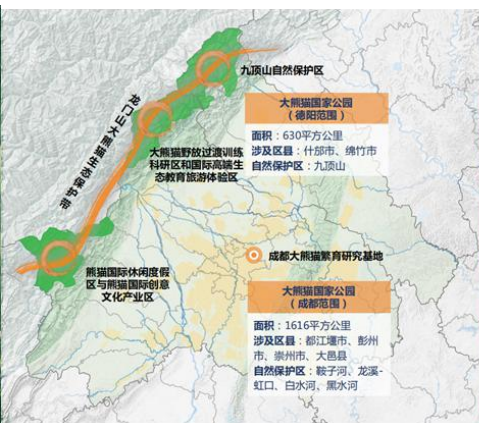 九顶山自然保护区
龙门山大熊猫生态保护带
大熊猫国家公园
（德阳范围）
面积：630平方公里
涉及区县：什邡市、绵竹市
自然保护区：九顶山
大熊猫野放过渡训练
科研区和国际高端生
态教育旅游体验区
成都大熊猫繁育研究基地
熊猫国际休闲度假
区与熊猫国际创意
文化产业区
大熊猫国家公园
（成都范围）
面积：1616平方公里
涉及区县：都江堰市、彭州
市、崇州市、大邑县
自然保护区：鞍子河、龙溪-
虹口、白水河、黑水河